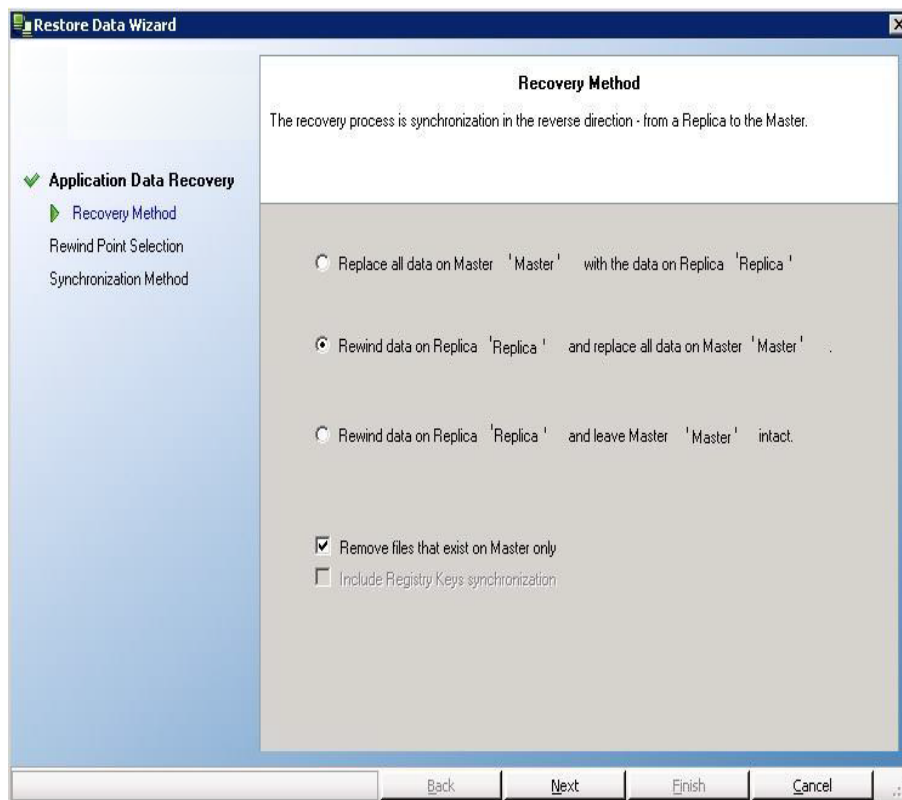 Restore Data Wizard
Recovery Method
The recovery process is synchronization in the reverse direction - from a Replica to the Master.
Application Data Recovery
Recovery Method
Rewind Point Selection
Synchronization Method
Replace all data on Master 'Master' with the data on Replica 'Replica'
Rewind data on Replica 'Replica' and replace all data on Master 'Master' .
Rewind data on Replica 'Replica' and leave Master 'Master' intact.
Remove files that exist on Master only
Include Registry Keys synchronization
Back Next Finish Cancel